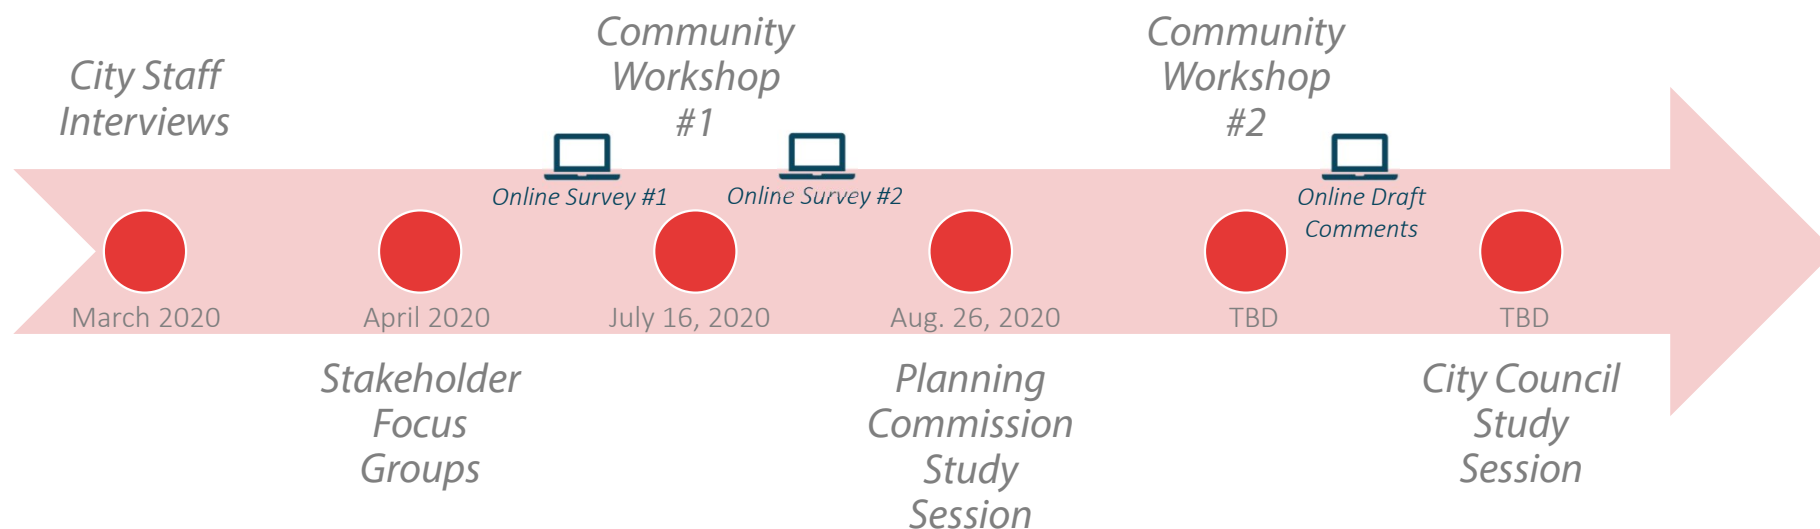 City Staff
Interviews
Community
Workshop
#1
Community
Workshop
#2
Online Survey #1
Online Survey #2
Online Draft
Comments
March 2020
April 2020
July 16, 2020
Aug. 26, 2020
TBD
TBD
Stakeholder
Focus
Groups
Planning
Commission
Study
Session
City Council
Study
Session